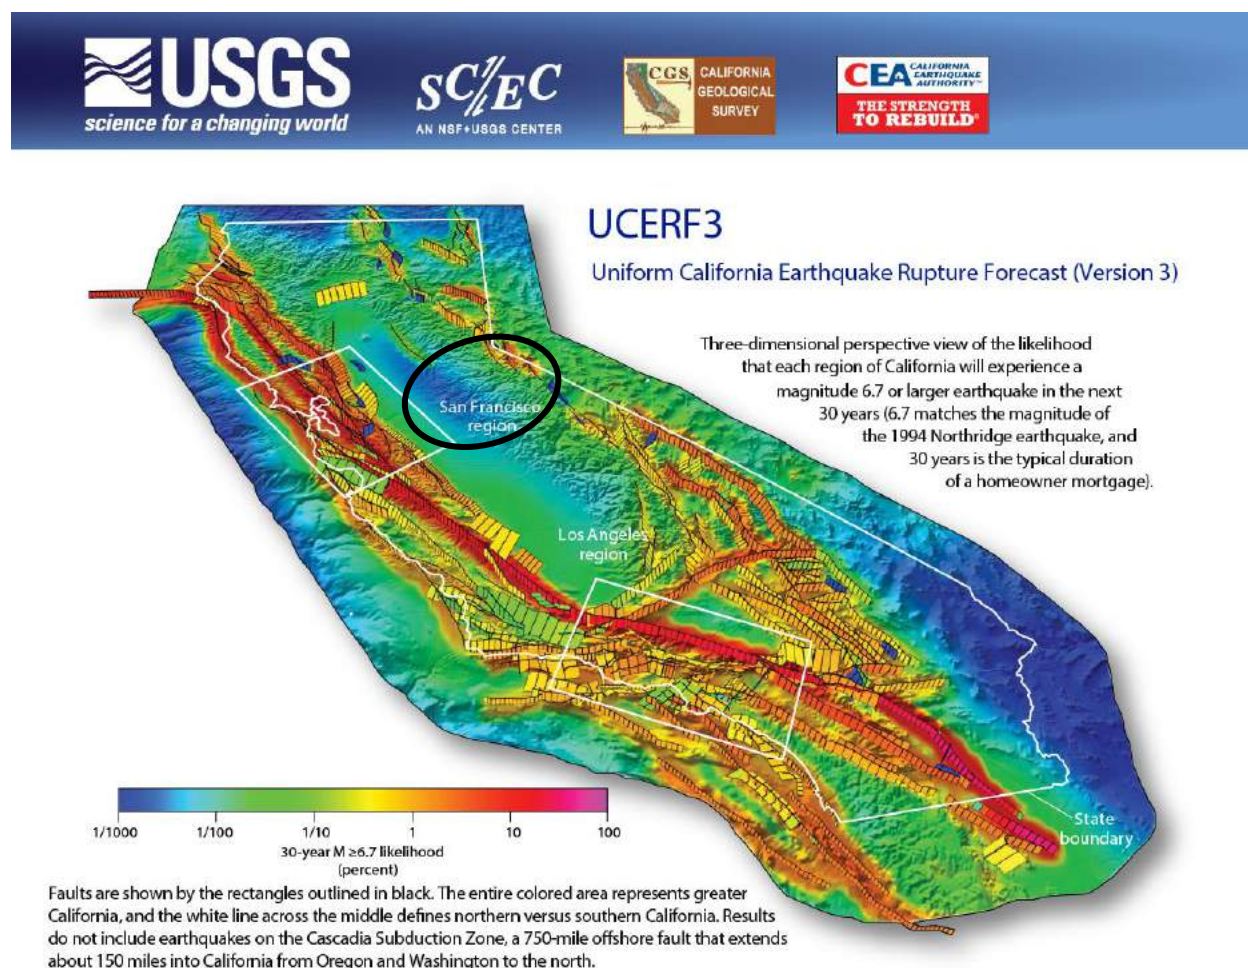 USGS
science for a changing world
SC/EC
AN NSF+USGS CENTER
CGS
CALIFORNIA
GEOLOGICAL
SURVEY
CEA CALIFORNIA
EARTHQUAKE
AUTHORITY™
THE STRENGTH
TO REBUILD®
UCERF3
Uniform California Earthquake Rupture Forecast (Version 3)
Three-dimensional perspective view of the likelihood
that each region of California will experience a
magnitude 6.7 or larger earthquake in the next
30 years (6.7 matches the magnitude of
the 1994 Northridge earthquake, and
30 years is the typical duration
of a homeowner mortgage).
San Francisco
region
Los Angeles
region
State
boundary
1/1000 1/100 1/10 1 10 100
30-year M ≥6.7 likelihood
(percent)
Faults are shown by the rectangles outlined in black. The entire colored area represents greater
California, and the white line across the middle defines northern versus southern California. Results
do not include earthquakes on the Cascadia Subduction Zone, a 750-mile offshore fault that extends
about 150 miles into California from Oregon and Washington to the north.